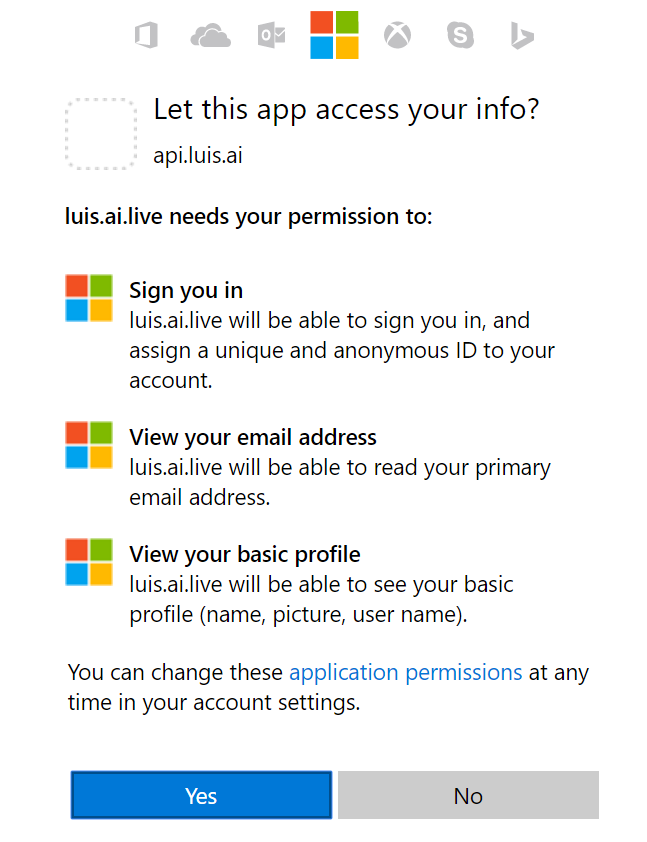 Let this app access your info?
api.luis.ai
luis.ai.live needs your permission to:
Sign you in
luis.ai.live will be able to sign you in, and
assign a unique and anonymous ID to your
account.
View your email address
luis.ai.live will be able to read your primary
email address.
View your basic profile
luis.ai.live will be able to see your basic
profile (name, picture, user name).
You can change these application permissions at any
time in your account settings.
Yes
No